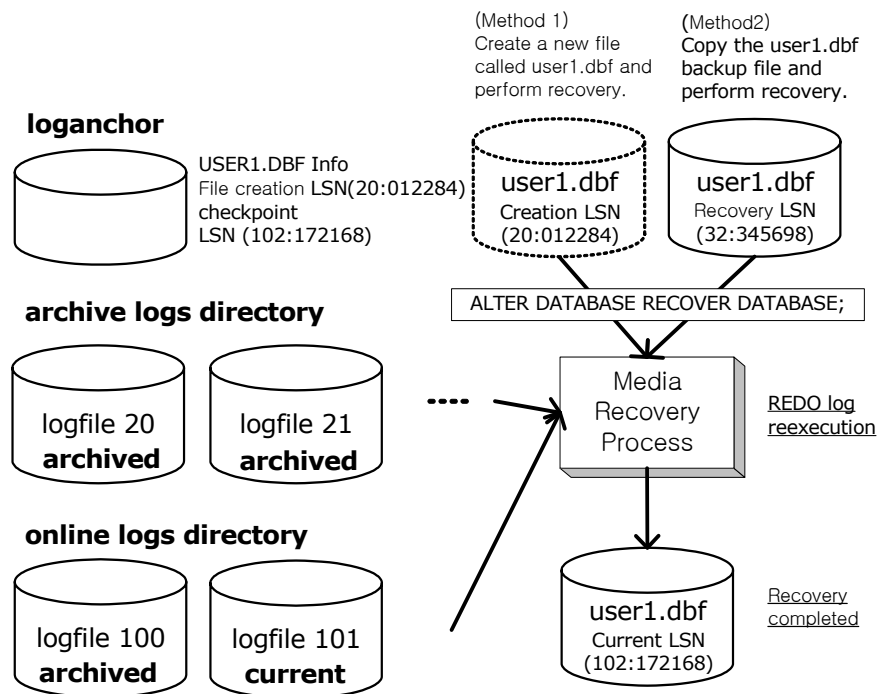 (Method 1)
Create a new file
called user1.dbf and
perform recovery.
(Method2)
Copy the user1.dbf
backup file and
perform recovery.
loganchor
USER1.DBF Info
File creation LSN(20:012284)
checkpoint
LSN (102:172168)
user1.dbf
Creation LSN
(20:012284)
user1.dbf
Recovery LSN
(32:345698)
ALTER DATABASE RECOVER DATABASE;
archive logs directory
logfile 20
archived
logfile 21
archived
Media
Recovery
Process
REDO log
reexecution
online logs directory
logfile 100
archived
logfile 101
current
user1.dbf
Current LSN
(102:172168)
Recovery
completed